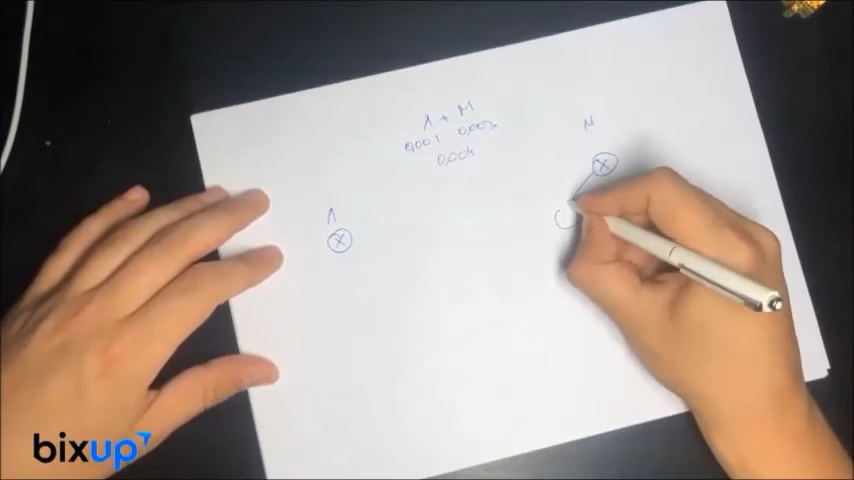 Л + М
0,001 0,003
0,004
М
X
Л
X
bixup